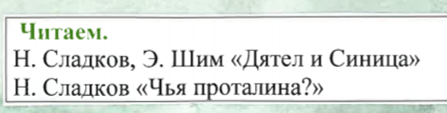 Читаем.
Н. Сладков, Э. Шим «Дятел и Синица»
Н. Сладков «Чья проталина?»